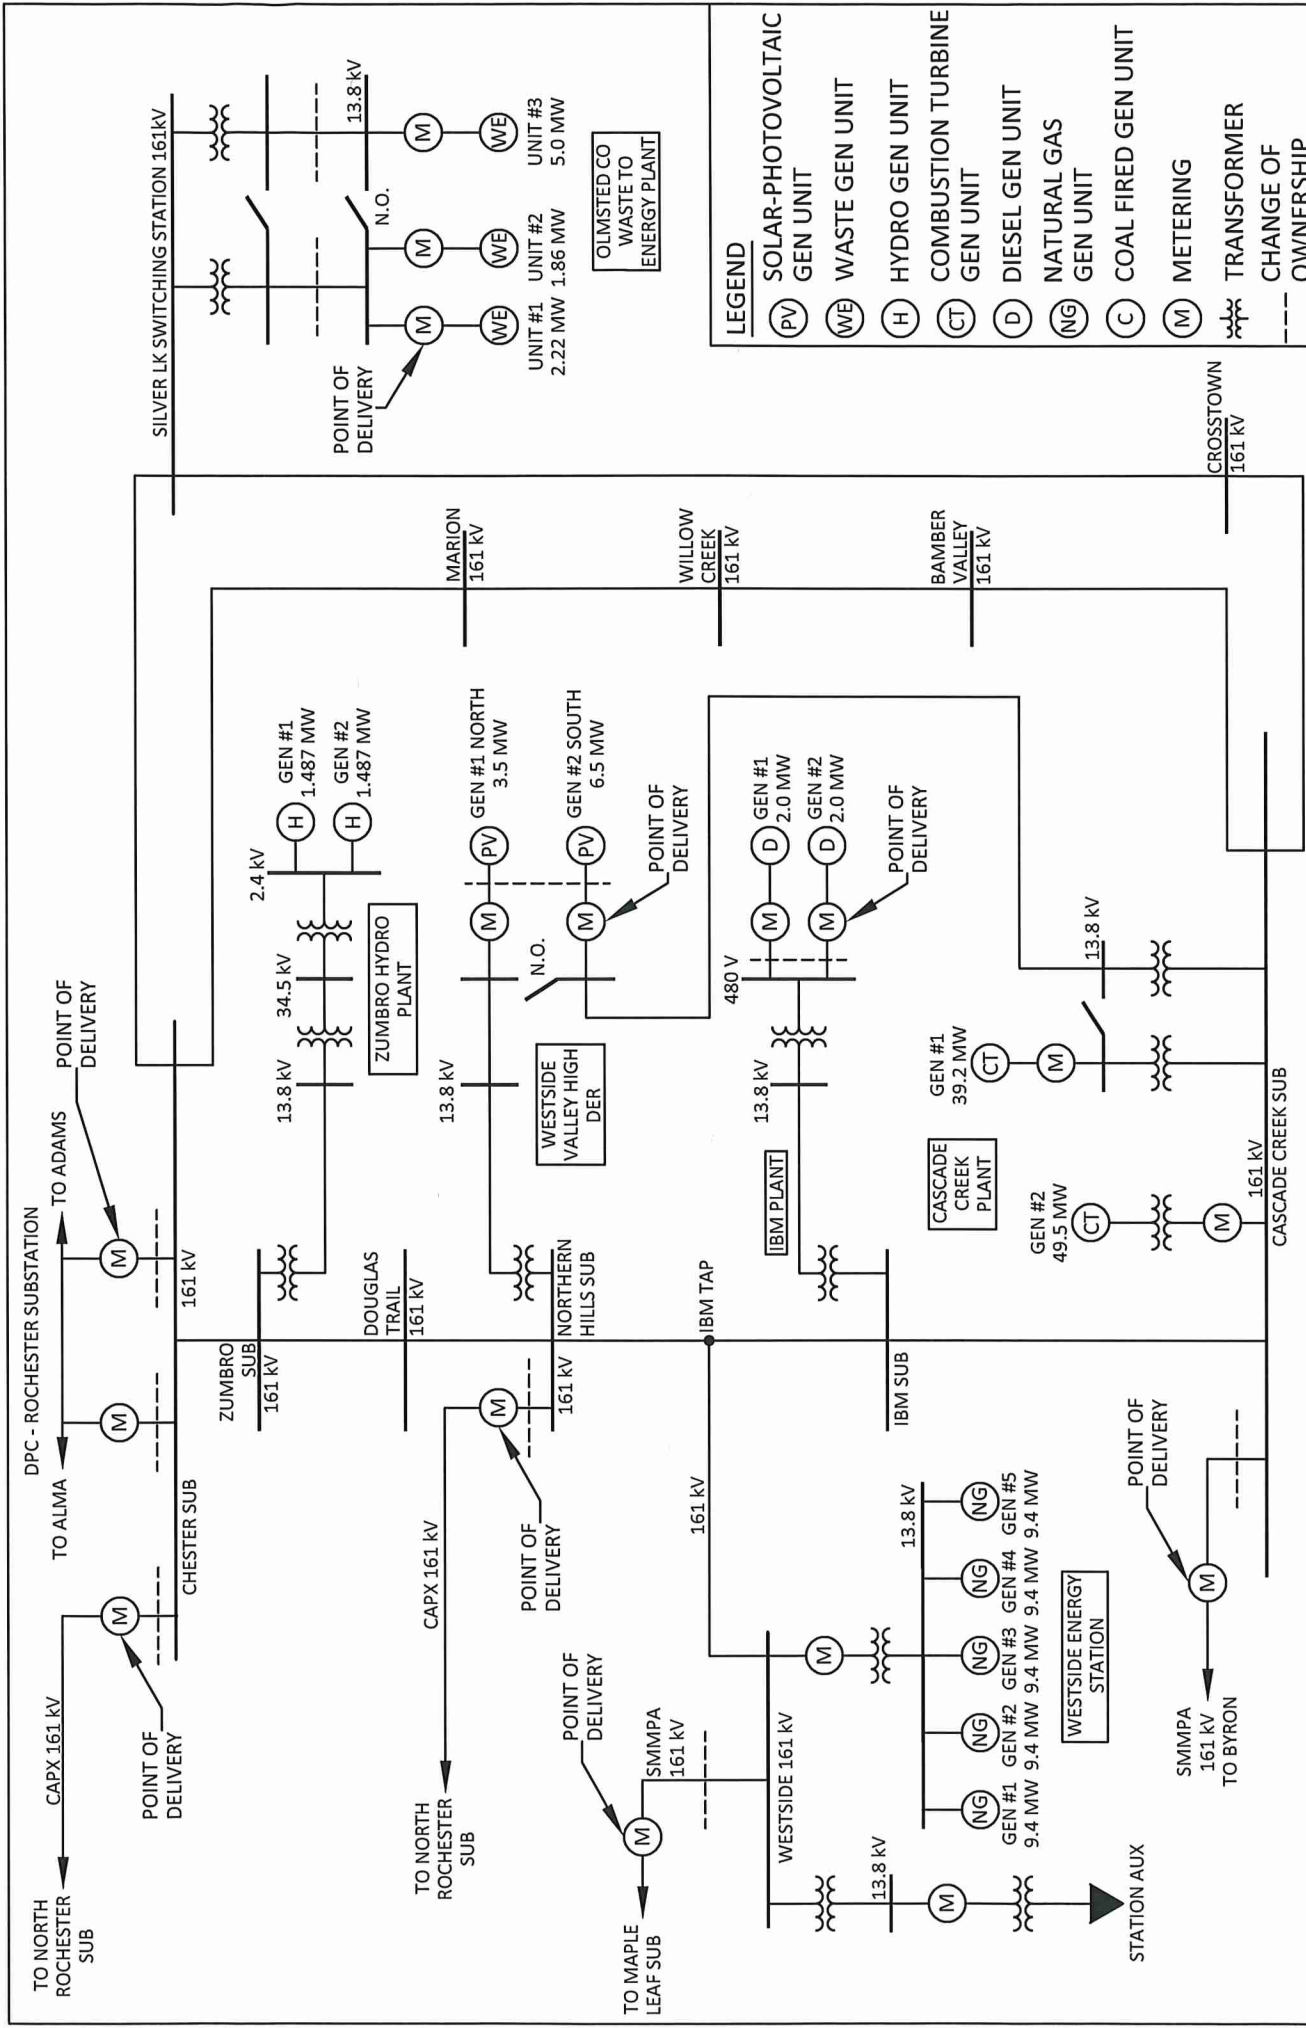 TO NORTH
ROCHESTER
SUB
CAPX 161 kV
POINT OF
DELIVERY
M
DPC - ROCHESTER SUBSTATION
TO ALMA
TO ADAMS
M
M
POINT OF
DELIVERY
CHESTER SUB
161 kV
SILVER LK SWITCHING STATION 161kV
13.8 kV
N.O.
M
M
M
WE
WE
WE
UNIT #1
2.22 MW
UNIT #2
1.86 MW
UNIT #3
5.0 MW
POINT OF
DELIVERY
OLMSTED CO
WASTE TO
ENERGY PLANT
ZUMBRO
SUB
161 kV
13.8 kV
34.5 kV
2.4 kV
H
H
GEN #1
1.487 MW
GEN #2
1.487 MW
ZUMBRO HYDRO
PLANT
DOUGLAS
TRAIL
161 kV
TO NORTH
ROCHESTER
SUB
CAPX 161 kV
M
POINT OF
DELIVERY
161 kV
NORTHERN
HILLS SUB
13.8 kV
N.O.
M
M
PV
PV
GEN #1 NORTH
3.5 MW
GEN #2 SOUTH
6.5 MW
POINT OF
DELIVERY
WESTSIDE
VALLEY HIGH
DER
MARION
161 kV
WILLOW
CREEK
161 kV
BAMBER
VALLEY
161 kV
CROSSTOWN
161 kV
IBM TAP
161 kV
TO MAPLE
LEAF SUB
M
POINT OF
DELIVERY
SMMPA
161 kV
WESTSIDE 161 kV
M
13.8 kV
M
STATION AUX
13.8 kV
NG
NG
NG
NG
NG
GEN #1
9.4 MW
GEN #2
9.4 MW
GEN #3
9.4 MW
GEN #4
9.4 MW
GEN #5
9.4 MW
WESTSIDE ENERGY
STATION
IBM SUB
IBM PLANT
13.8 kV
480 V
M
M
D
D
GEN #1
2.0 MW
GEN #2
2.0 MW
POINT OF
DELIVERY
CASCADE
CREEK
PLANT
GEN #2
49.5 MW
CT
M
GEN #1
39.2 MW
CT
M
13.8 kV
161 kV
CASCADE CREEK SUB
POINT OF
DELIVERY
M
SMMPA
161 kV
TO BYRON
LEGEND
PV
SOLAR-PHOTOVOLTAIC
GEN UNIT
WE
WASTE GEN UNIT
H
HYDRO GEN UNIT
CT
COMBUSTION TURBINE
GEN UNIT
D
DIESEL GEN UNIT
NG
NATURAL GAS
GEN UNIT
C
COAL FIRED GEN UNIT
M
METERING
TRANSFORMER
CHANGE OF
OWNERSHIP